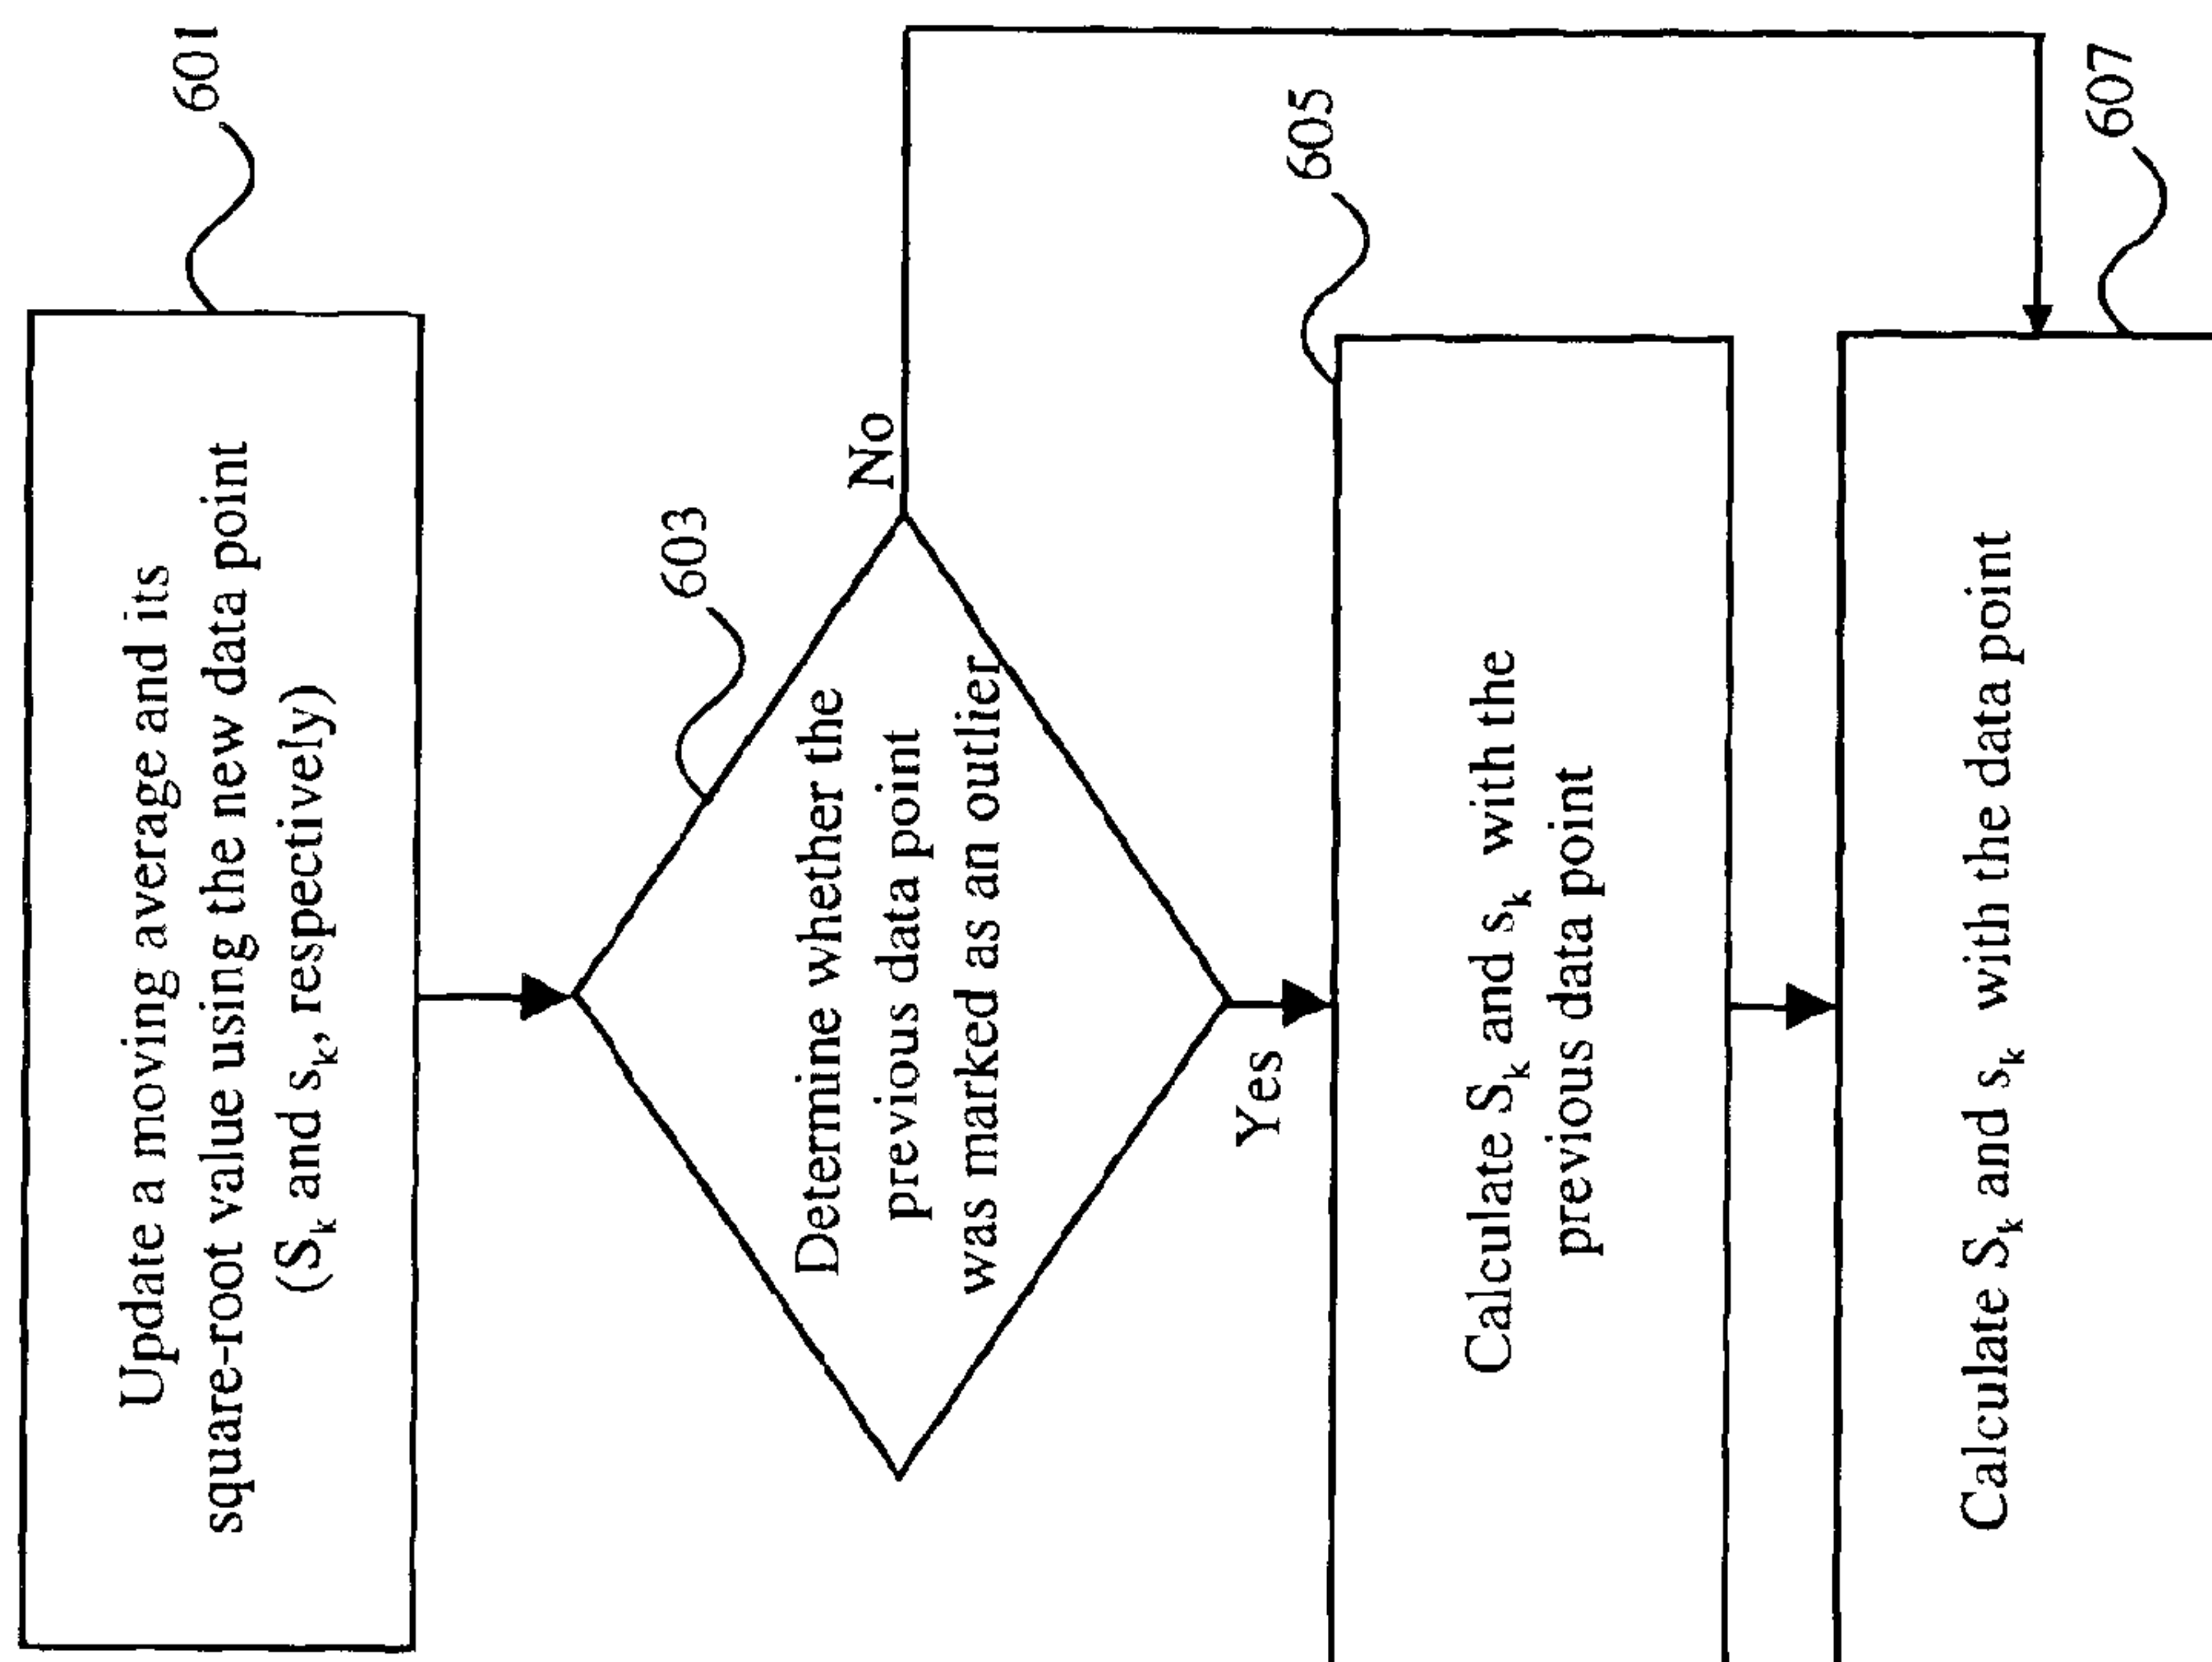 601
Update a moving average and its
square-root value using the new data point
(Sk and sk, respectively)
603
Determine whether the
previous data point
was marked as an outlier
No
Yes
605
Calculate Sk and sk with the
previous data point
607
Calculate Sk and sk with the data point